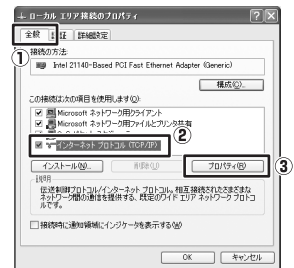 ローカル エリア接続のプロパティ
全般 証 詳細設定
①
接続の方法:
Intel 21140-Based PCI Fast Ethernet Adapter (Generic)
構成(C)...
この接続は次の項目を使用します(O):
Microsoft ネットワーク用クライアント
Microsoft ネットワーク用ファイルとプリンタ共有
②
インターネット プロトコル (TCP/IP)
インストール(N)... 削除(U) プロパティ(R) ③
説明
伝送制御プロトコル/インターネット プロトコル。相互接続されたさまざまな
ネットワーク間の通信を提供する、既定のワイド エリア ネットワーク プロトコ
ルです。
接続時に通知領域にインジケータを表示する(W)
OK キャンセル